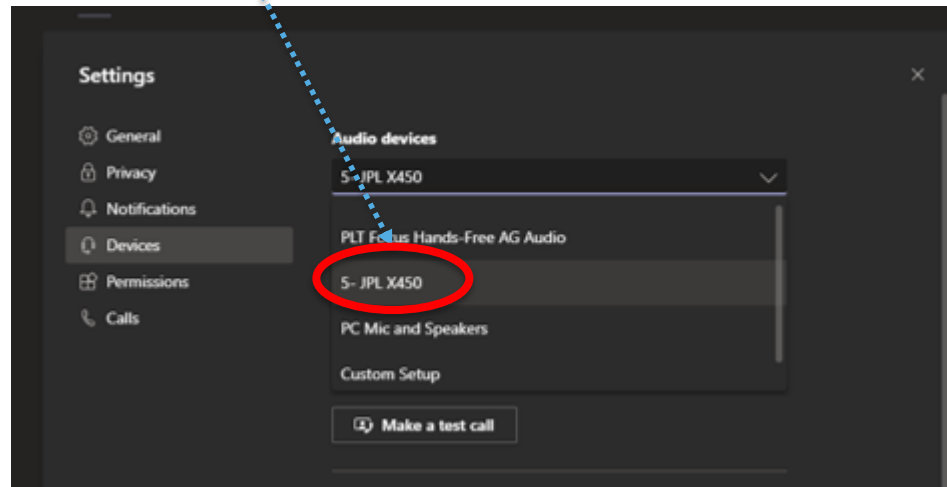 Settings
General
Privacy
Notifications
Devices
Permissions
Calls
Audio devices
5- JPL X450
PLT Focus Hands-Free AG Audio
5- JPL X450
PC Mic and Speakers
Custom Setup
Make a test call